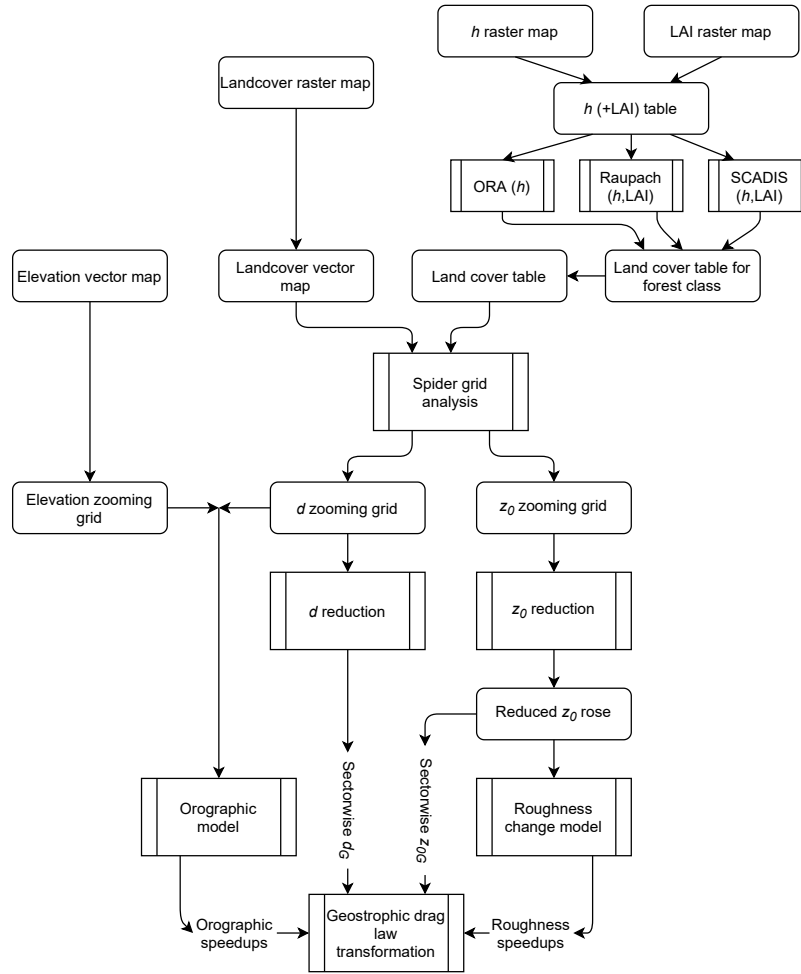 h raster map
LAI raster map
Landcover raster map
h (+LAI) table
ORA (h)
Raupach
(h,LAI)
SCADIS
(h,LAI)
Elevation vector map
Landcover vector
map
Land cover table
Land cover table for
forest class
Spider grid
analysis
Elevation zooming
grid
d zooming grid
z0 zooming grid
d reduction
z0 reduction
Reduced z0 rose
Sectorwise dG
Sectorwise z0G
Orographic
model
Roughness
change model
Orographic
speedups
Geostrophic drag
law
transformation
Roughness
speedups